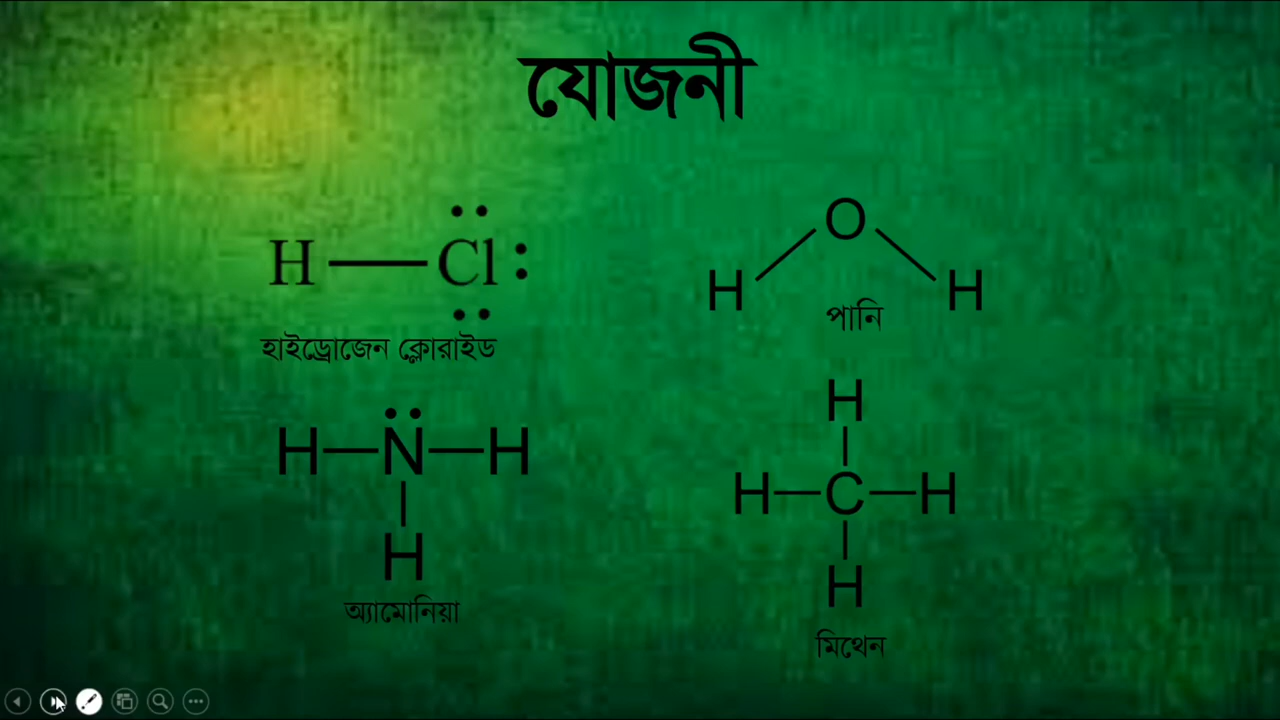 যোজনী
H — Cl
হাইড্রোজেন ক্লোরাইড
O
H H
পানি
H—N—H
H
অ্যামোনিয়া
H
H—C—H
H
মিথেন